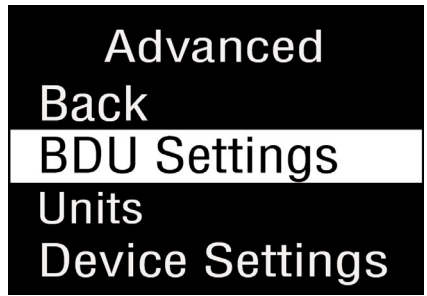 Advanced
Back
BDU Settings
Units
Device Settings